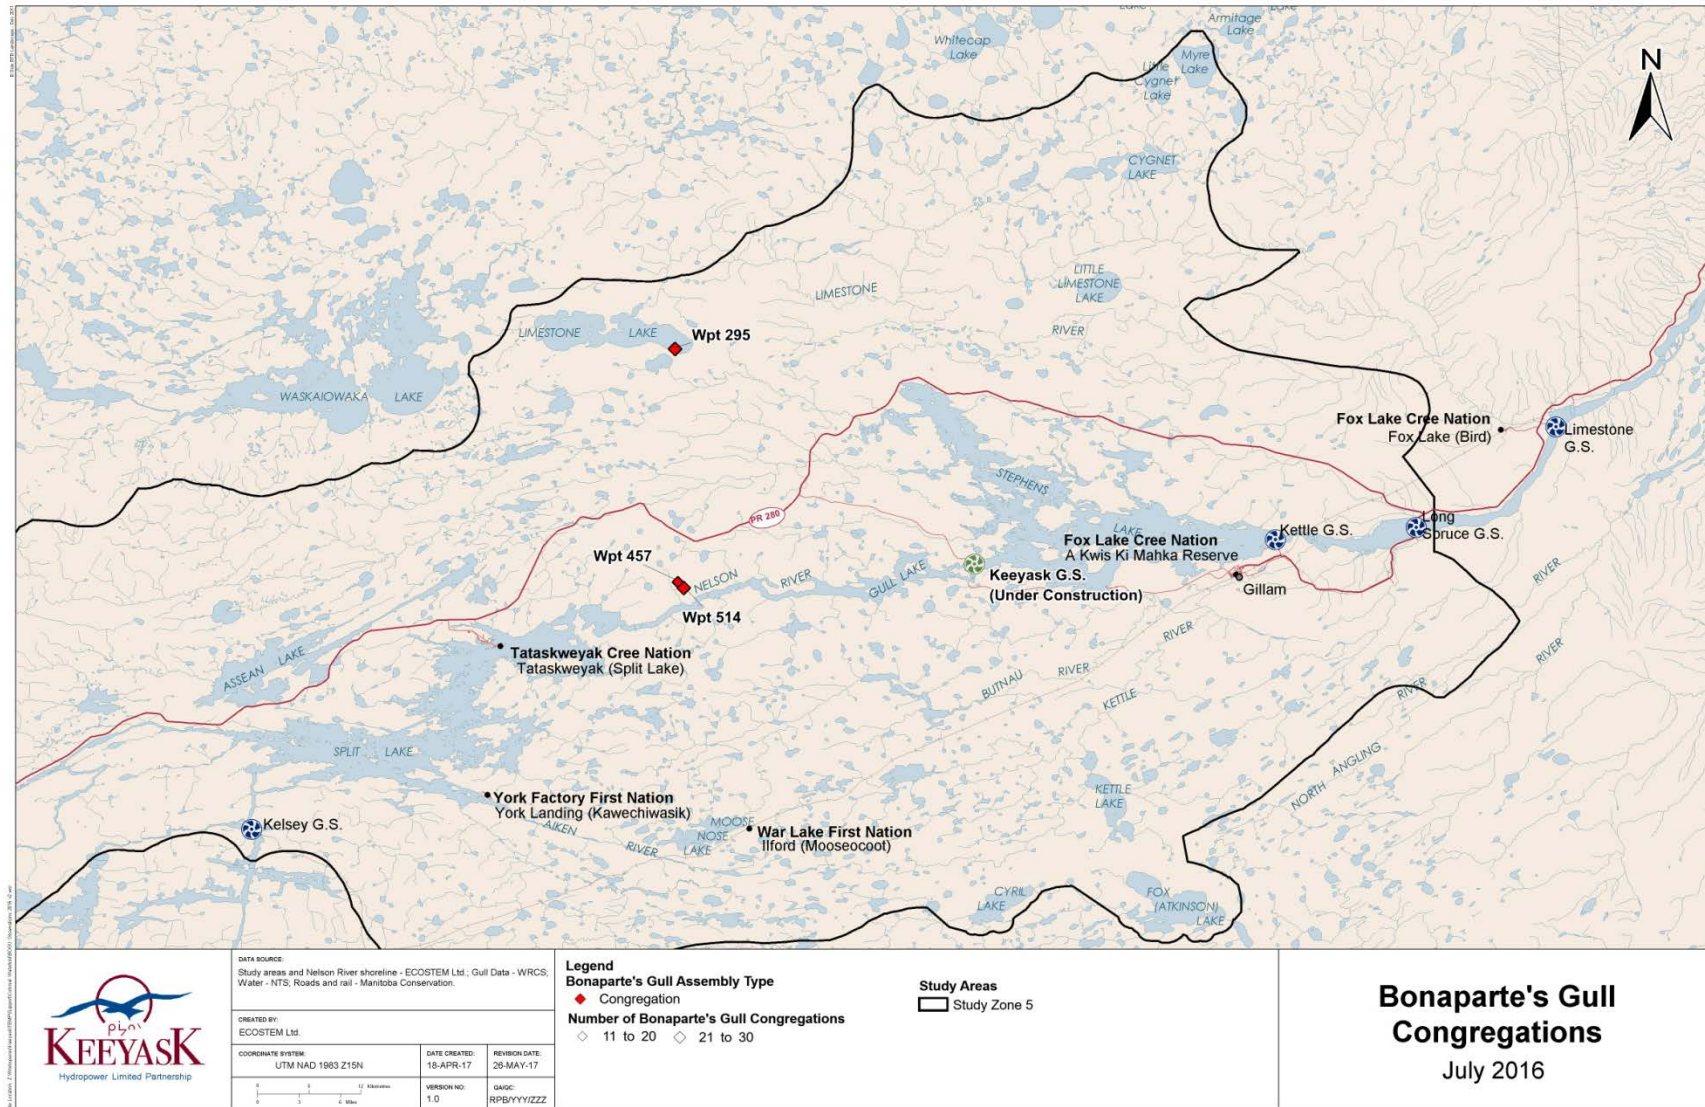 Lake
Armitage
Lake
Lake
Whitecap
Lake
Myre
Lake
Little
Cygnet
Lake
N
CYGNET
LAKE
LITTLE
LIMESTONE
LAKE
LIMESTONE
RIVER
LIMESTONE LAKE
Wpt 295
WASKAIOWAKA LAKE
Fox Lake Cree Nation
Fox Lake (Bird)
Limestone
G.S.
STEPHENS
LAKE
PR 280
Long
Spruce G.S.
Kettle G.S.
Fox Lake Cree Nation
A Kwis Ki Mahka Reserve
Wpt 457
NELSON RIVER
GULL LAKE
Keeyask G.S.
(Under Construction)
Gillam
Wpt 514
RIVER
RIVER
RIVER
Tataskweyak Cree Nation
Tataskweyak (Split Lake)
ASSEAN LAKE
BUTNAU RIVER
KETTLE
RIVER
SPLIT LAKE
NORTH ANGLING
KETTLE
LAKE
York Factory First Nation
York Landing (Kawechiwasik)
Kelsey G.S.
AIKEN
RIVER
MOOSE
NOSE
LAKE
War Lake First Nation
Ilford (Mooseocoot)
CYRIL
LAKE
FOX
(ATKINSON)
LAKE
KEEYASK
Hydropower Limited Partnership
DATA SOURCE:
Study areas and Nelson River shoreline - ECOSTEM Ltd.; Gull Data - WRCS;
Water - NTS; Roads and rail - Manitoba Conservation.
CREATED BY:
ECOSTEM Ltd.
COORDINATE SYSTEM:
UTM NAD 1983 Z15N
DATE CREATED:
18-APR-17
REVISION DATE:
26-MAY-17
VERSION NO:
1.0
QA/QC:
RPB/YYY/ZZZ
Legend
Bonaparte's Gull Assembly Type
Congregation
Number of Bonaparte's Gull Congregations
11 to 20
21 to 30
Study Areas
Study Zone 5
Bonaparte's Gull
Congregations
July 2016